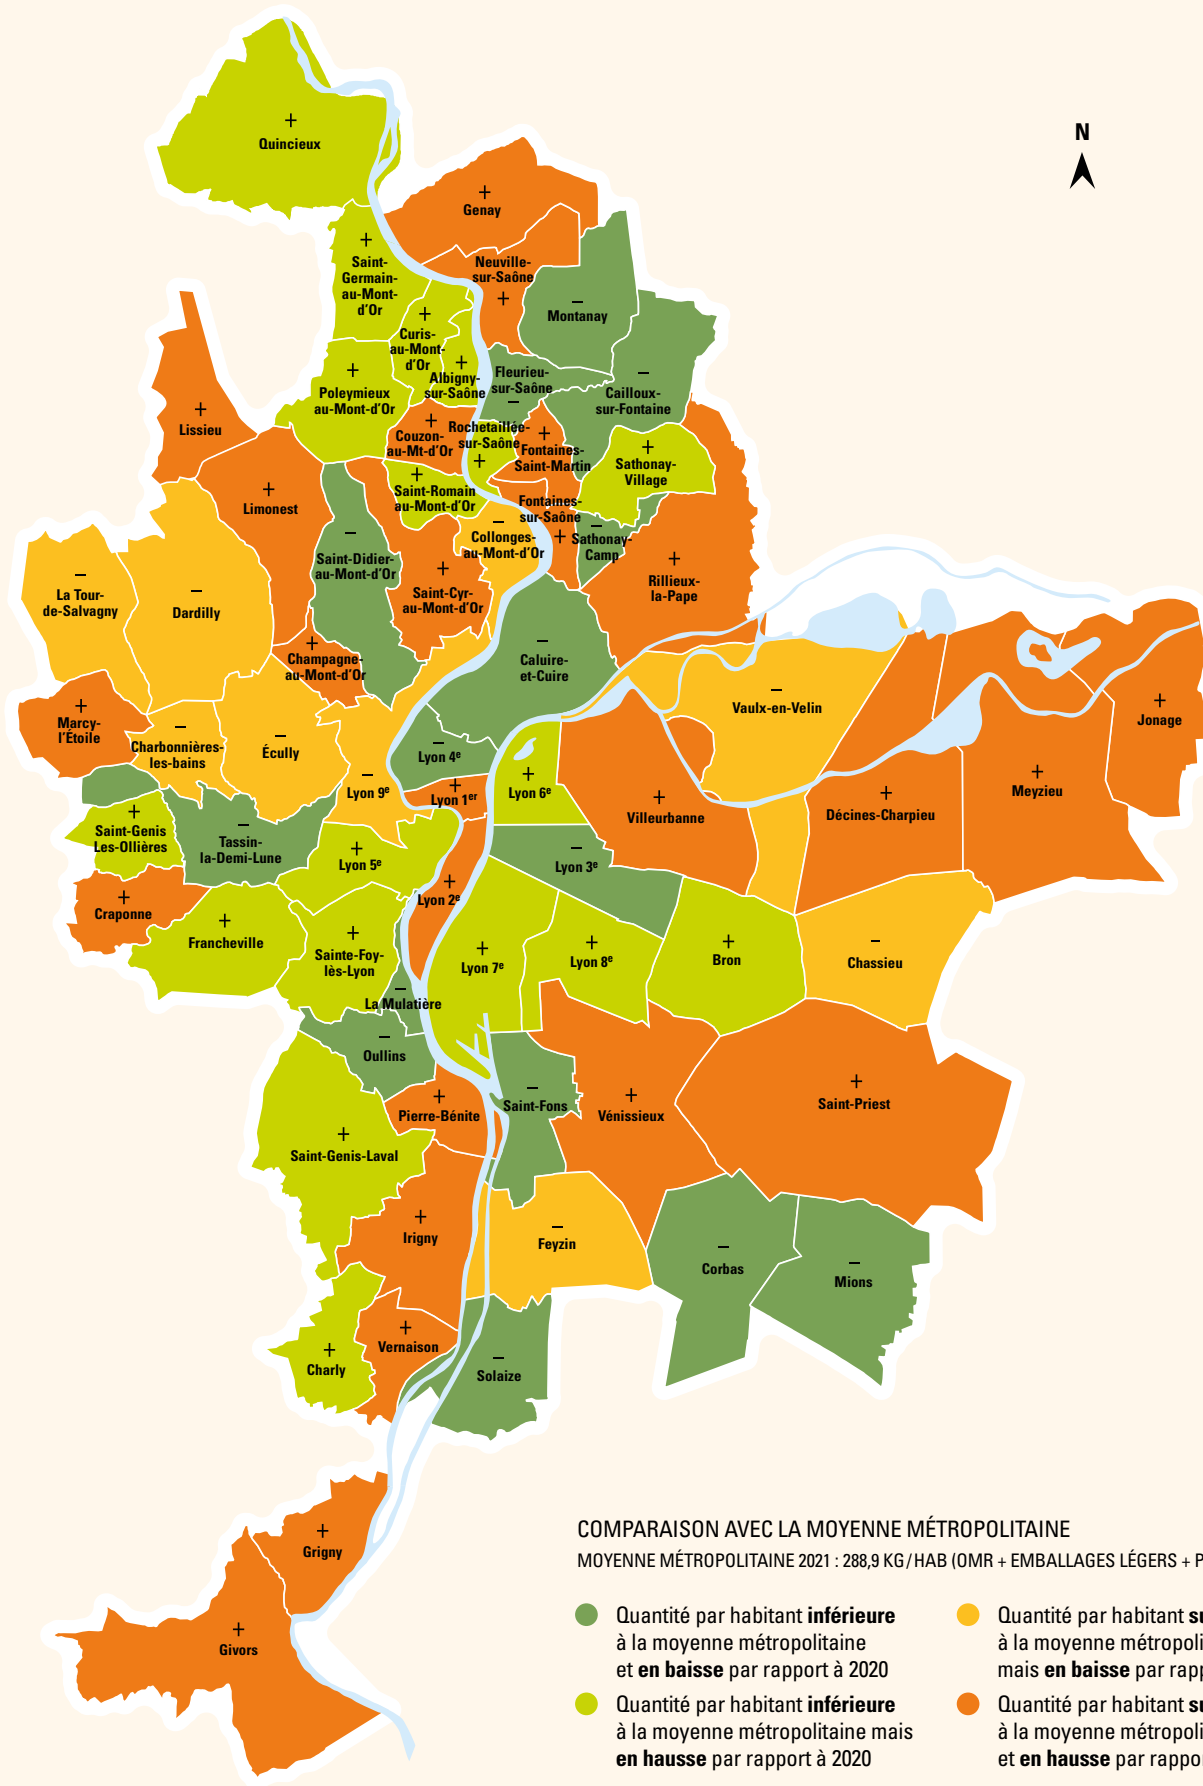 N
+
Quincieux
+
Genay
+
Saint-
Germain-
au-Mont-
d'Or
Neuville-
sur-Saône
+
–
Montanay
+
Curis-
au-Mont-
d'Or
+
Albigny-
sur-Saône
Fleurieu-
sur-Saône
–
+
Poleymieux
au-Mont-d'Or
–
Cailloux-
sur-Fontaine
+
Lissieu
+
Couzon-
au-Mt-d'Or
Rochetaillée-
sur-Saône
+
+
Fontaines-
Saint-Martin
+
Sathonay-
Village
+
Limonest
+
Saint-Romain
au-Mont-d'Or
Fontaines-
sur-Saône
+
–
Collonges-
au-Mont-d'Or
–
Sathonay-
Camp
–
Saint-Didier-
au-Mont-d'Or
+
Saint-Cyr-
au-Mont-d'Or
+
Rillieux-
la-Pape
–
La Tour-
de-Salvagny
–
Dardilly
+
Champagne-
au-Mont-d'Or
–
Caluire-
et-Cuire
+
Marcy-
l'Étoile
–
Charbonnières-
les-bains
–
Écully
–
Vaulx-en-Velin
+
Jonage
–
Lyon 4e
–
Lyon 9e
+
Lyon 1er
+
Lyon 6e
+
Villeurbanne
+
Décines-Charpieu
+
Meyzieu
+
Saint-Genis
Les-Ollières
–
Tassin-
la-Demi-Lune
+
Lyon 5e
–
Lyon 3e
+
Craponne
+
Lyon 2e
+
Francheville
+
Sainte-Foy-
lès-Lyon
+
Lyon 7e
+
Lyon 8e
+
Bron
–
Chassieu
–
La Mulatière
–
Oullins
+
Pierre-Bénite
–
Saint-Fons
+
Vénissieux
+
Saint-Priest
+
Saint-Genis-Laval
+
Irigny
–
Feyzin
–
Corbas
–
Mions
+
Charly
+
Vernaison
–
Solaize
+
Grigny
+
Givors
COMPARAISON AVEC LA MOYENNE MÉTROPOLITAINE
MOYENNE MÉTROPOLITAINE 2021 : 288,9 KG/HAB (OMR + EMBALLAGES LÉGERS + P
Quantité par habitant inférieure
à la moyenne métropolitaine
et en baisse par rapport à 2020
Quantité par habitant inférieure
à la moyenne métropolitaine mais
en hausse par rapport à 2020
Quantité par habitant su
à la moyenne métropoli
mais en baisse par rapp
Quantité par habitant su
à la moyenne métropoli
et en hausse par rappor